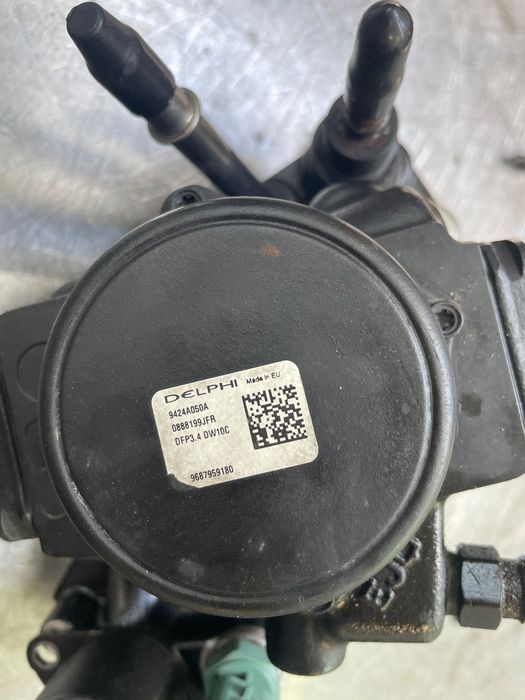 DELPHI Made in EU
9424A050A
0888199JFR
DFP3.4 DW10C
9687959180